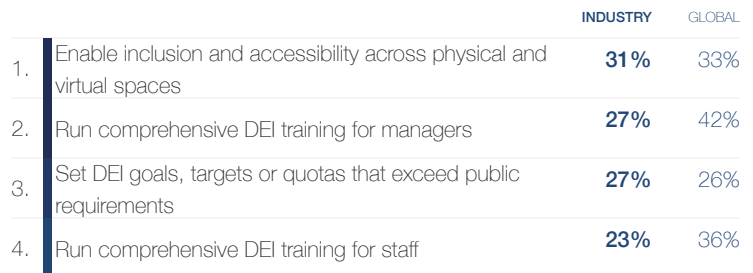 INDUSTRY GLOBAL
1. Enable inclusion and accessibility across physical and
virtual spaces 31% 33%
2. Run comprehensive DEI training for managers 27% 42%
3. Set DEI goals, targets or quotas that exceed public
requirements 27% 26%
4. Run comprehensive DEI training for staff 23% 36%